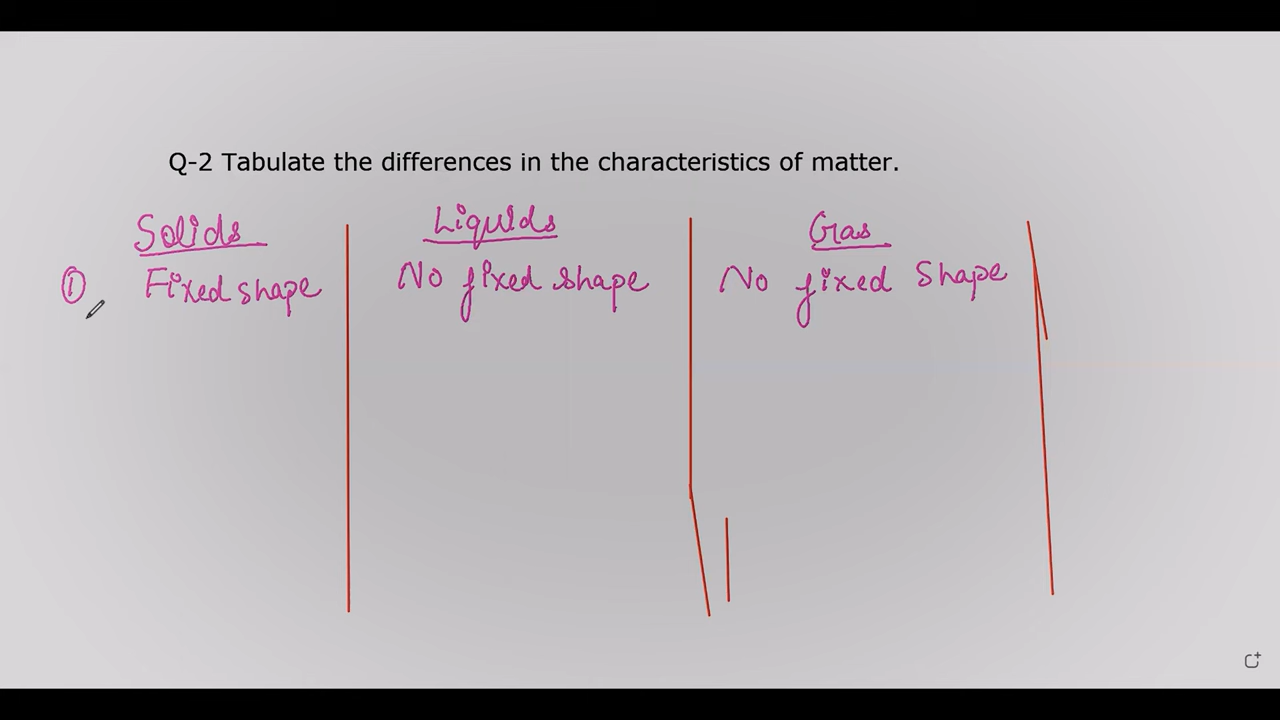 Q-2 Tabulate the differences in the characteristics of matter.
Solids Liquids Gas
① Fixed shape No fixed shape No fixed Shape